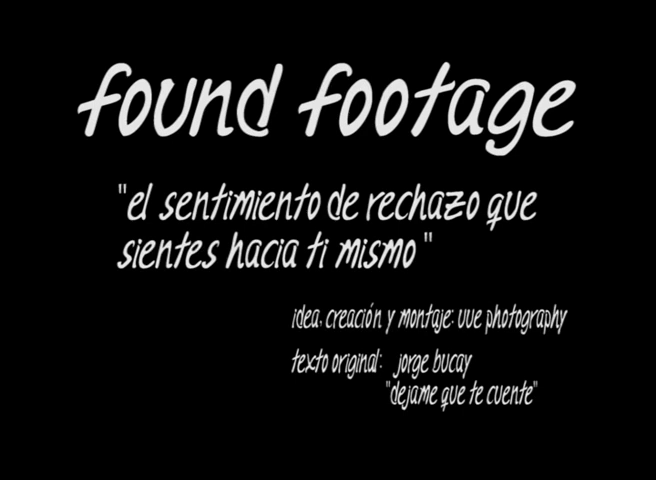 found footage
"el sentimiento de rechazo que
sientes hacia ti mismo"
idea, creación y montaje: vve photography
texto original: jorge bucay
"dejame que te cuente"